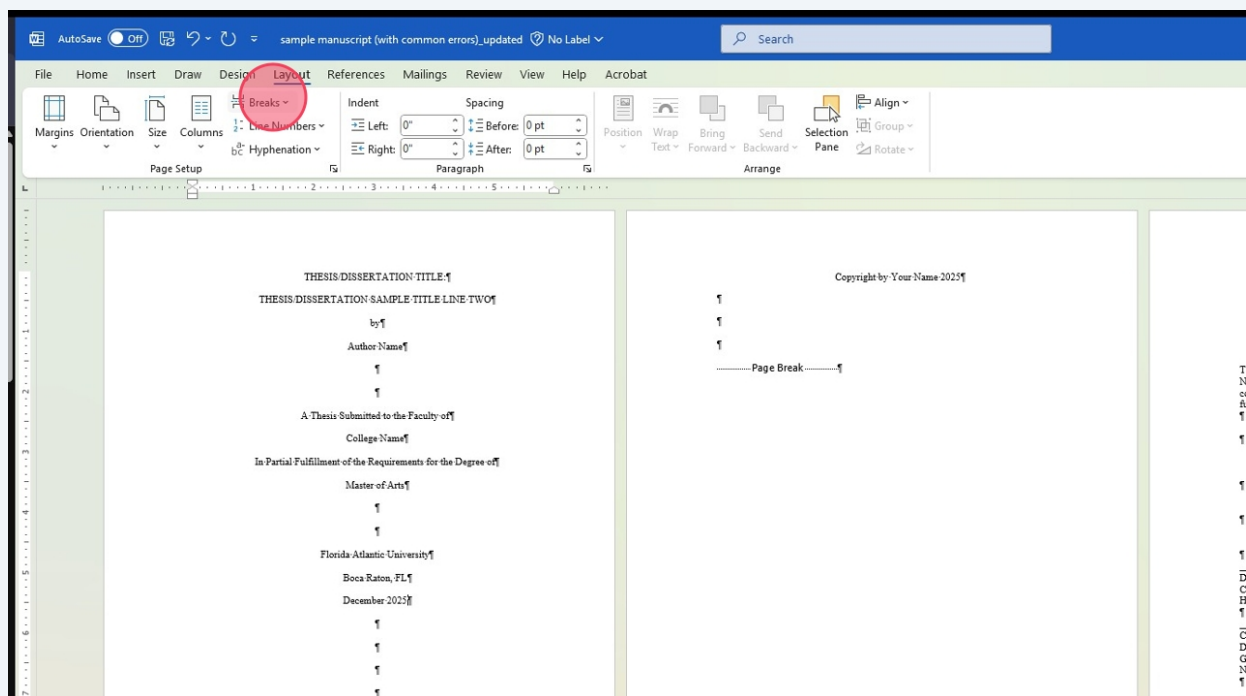 AutoSave Off sample manuscript (with common errors)_updated No Label Search
File Home Insert Draw Design Layout References Mailings Review View Help Acrobat
Margins Orientation Size Columns
Breaks
Line Numbers
Hyphenation
Page Setup
Indent Spacing
Left: 0" Before: 0 pt
Right: 0" After: 0 pt
Paragraph
Position Wrap Text Bring Forward Send Backward Selection Pane
Align
Group
Rotate
Arrange
1 2 3 4 5
THESIS/DISSERTATION·TITLE:¶
THESIS/DISSERTATION·SAMPLE·TITLE·LINE·TWO¶
by¶
Author·Name¶
¶
¶
A·Thesis·Submitted·to·the·Faculty·of¶
College·Name¶
In·Partial·Fulfillment·of·the·Requirements·for·the·Degree·of¶
Master·of·Arts¶
¶
¶
Florida·Atlantic·University¶
Boca·Raton,·FL¶
December·2025¶
¶
¶
¶
¶
Copyright·by·Your·Name·2025¶
¶
¶
¶
Page Break¶